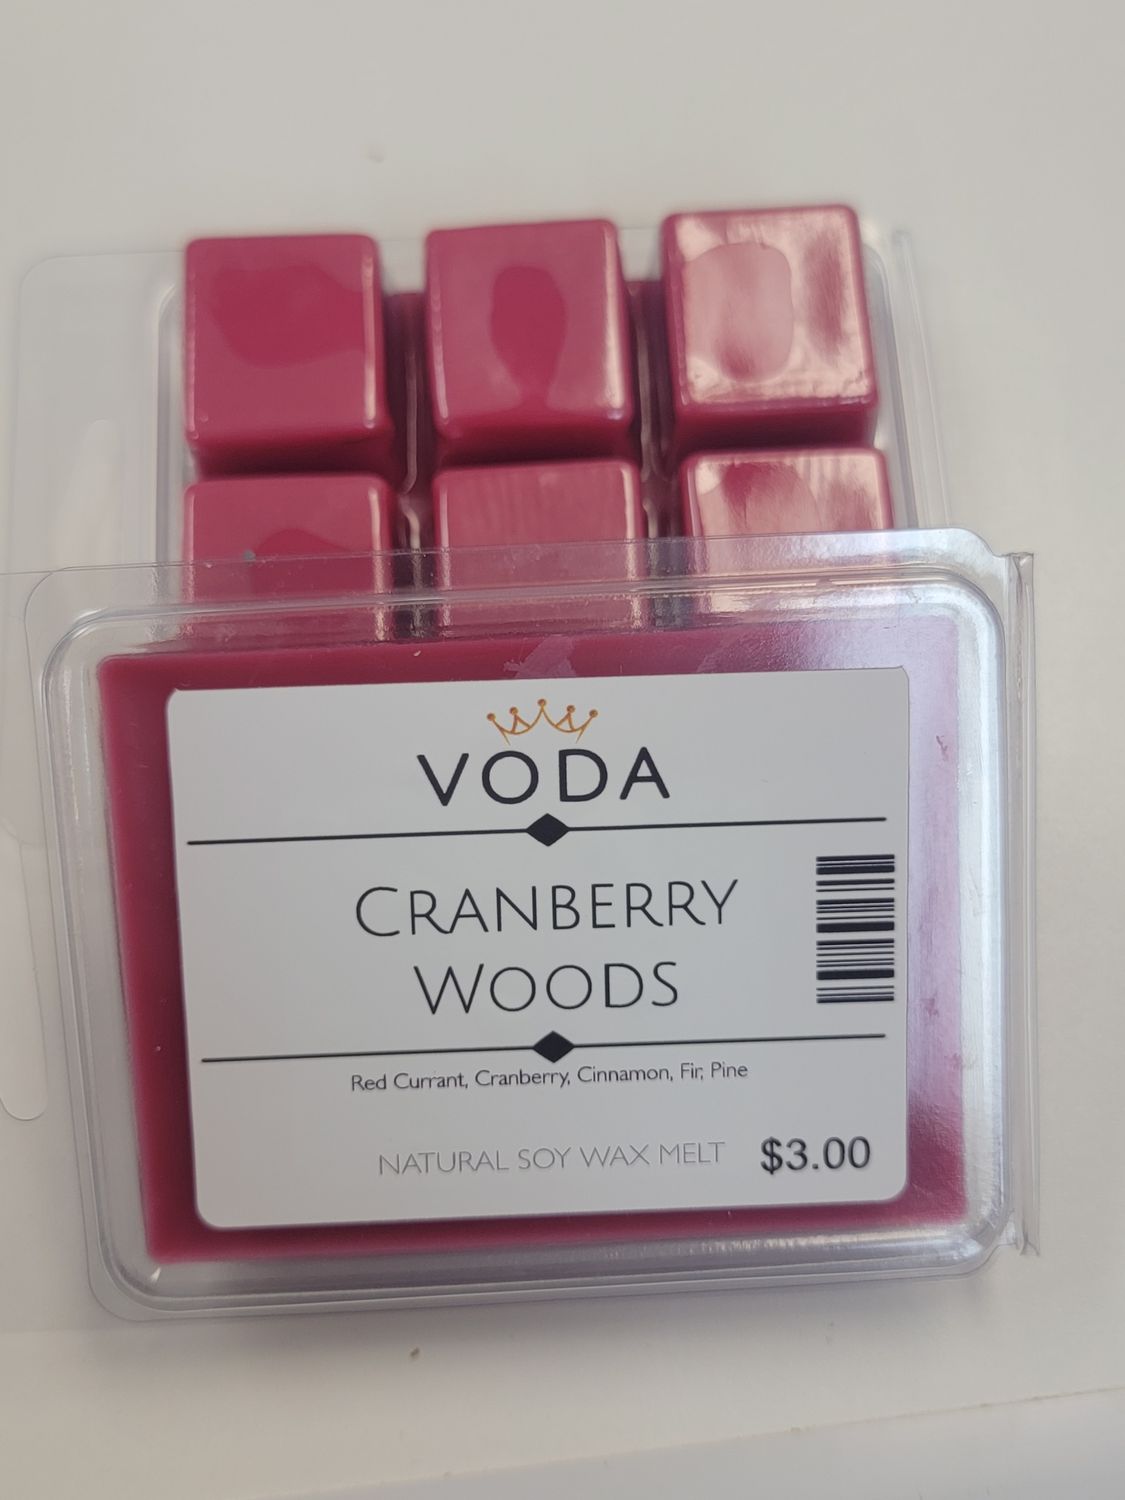 VODA
CRANBERRY
WOODS
Red Currant, Cranberry, Cinnamon, Fir, Pine
NATURAL SOY WAX MELT $3.00